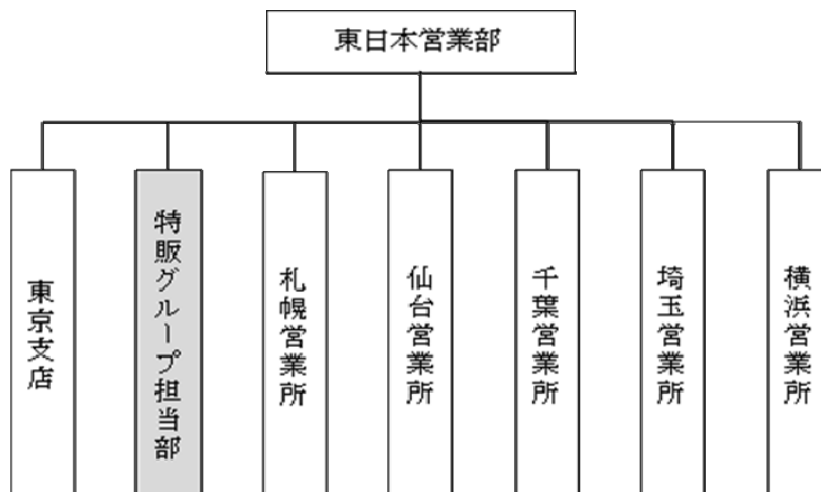 東日本営業部
東京支店
特販グループ担当部
札幌営業所
仙台営業所
千葉営業所
埼玉営業所
横浜営業所